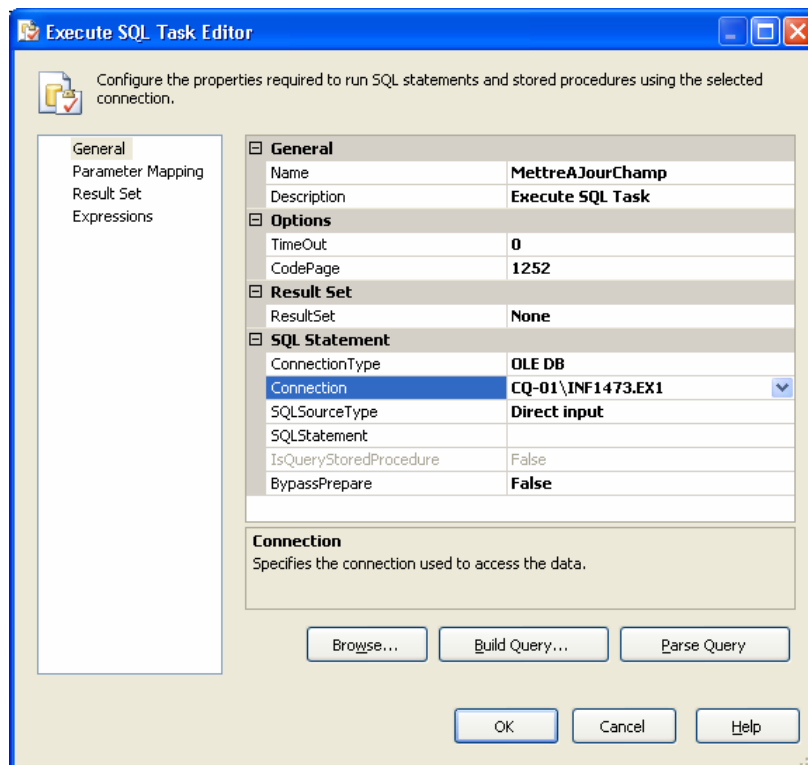 Execute SQL Task Editor
Configure the properties required to run SQL statements and stored procedures using the selected
connection.
General
Parameter Mapping
Result Set
Expressions
General
Name MettreAJourChamp
Description Execute SQL Task
Options
TimeOut 0
CodePage 1252
Result Set
ResultSet None
SQL Statement
ConnectionType OLE DB
Connection CQ-01\INF1473.EX1
SQLSourceType Direct input
SQLStatement
IsQueryStoredProcedure False
BypassPrepare False
Connection
Specifies the connection used to access the data.
Browse... Build Query... Parse Query
OK Cancel Help